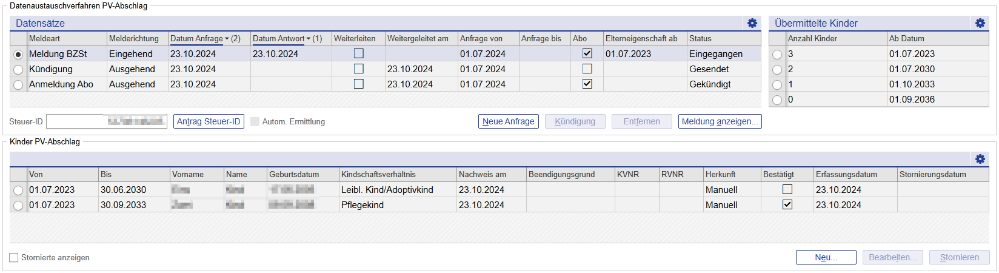 Datenaustauschverfahren PV-Abschlag
Datensätze
Meldeart Melderichtung Datum Anfrage (2) Datum Antwort (1) Weiterleiten Weitergeleitet am Anfrage von Anfrage bis Abo Elterneigenschaft ab Status
Meldung BZSt Eingehend 23.10.2024 23.10.2024 01.07.2024 01.07.2023 Eingegangen
Kündigung Ausgehend 23.10.2024 23.10.2024 01.07.2024 Gesendet
Anmeldung Abo Ausgehend 23.10.2024 23.10.2024 01.07.2024 Gekündigt
Übermittelte Kinder
Anzahl Kinder Ab Datum
3 01.07.2023
2 01.07.2030
1 01.10.2033
0 01.09.2036
Steuer-ID Antrag Steuer-ID Autom. Ermittlung Neue Anfrage Kündigung Entfernen Meldung anzeigen...
Kinder PV-Abschlag
Von Bis Vorname Name Geburtsdatum Kindschaftsverhältnis Nachweis am Beendigungsgrund KVNR RVNR Herkunft Bestätigt Erfassungsdatum Stornierungsdatum
01.07.2023 30.06.2030 Leibl. Kind/Adoptivkind 23.10.2024 Manuell 23.10.2024
01.07.2023 30.09.2033 Pflegekind 23.10.2024 Manuell 23.10.2024
Stornierte anzeigen Neu... Bearbeiten... Stornieren